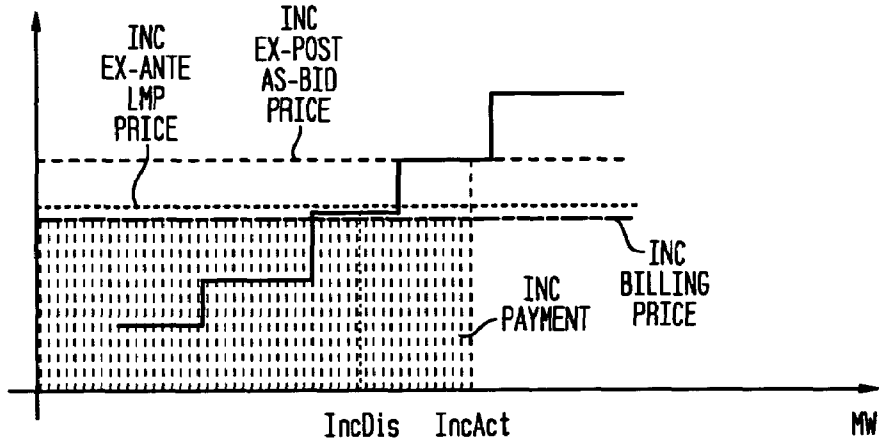 INC
EX-ANTE
LMP
PRICE
INC
EX-POST
AS-BID
PRICE
INC
BILLING
PRICE
INC
PAYMENT
IncDis
IncAct
MW